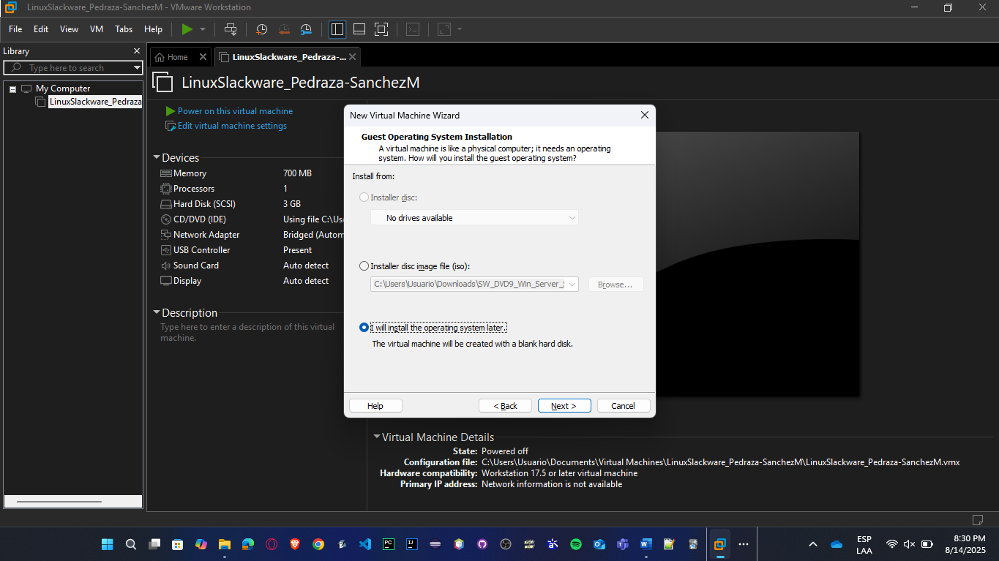 LinuxSlackware_Pedraza-SanchezM - VMware Workstation
File Edit View VM Tabs Help
Library
Type here to search
My Computer
LinuxSlackware_Pedraza
Home
LinuxSlackware_Pedraza-...
LinuxSlackware_Pedraza-SanchezM
Power on this virtual machine
Edit virtual machine settings
Devices
Memory 700 MB
Processors 1
Hard Disk (SCSI) 3 GB
CD/DVD (IDE) Using file C:\Us
Network Adapter Bridged (Autom
USB Controller Present
Sound Card Auto detect
Display Auto detect
Description
Type here to enter a description of this virtual
machine.
New Virtual Machine Wizard
Guest Operating System Installation
A virtual machine is like a physical computer; it needs an operating
system. How will you install the guest operating system?
Install from:
Installer disc:
No drives available
Installer disc image file (iso):
C:\Users\Usuario\Downloads\SW_DVD9_Win_Server_
Browse...
I will install the operating system later.
The virtual machine will be created with a blank hard disk.
Help < Back Next > Cancel
Virtual Machine Details
State: Powered off
Configuration file: C:\Users\Usuario\Documents\Virtual Machines\LinuxSlackware_Pedraza-SanchezM\LinuxSlackware_Pedraza-SanchezM.vmx
Hardware compatibility: Workstation 17.5 or later virtual machine
Primary IP address: Network information is not available
PC
IJ
ESP
LAA
8:30 PM
8/14/2025